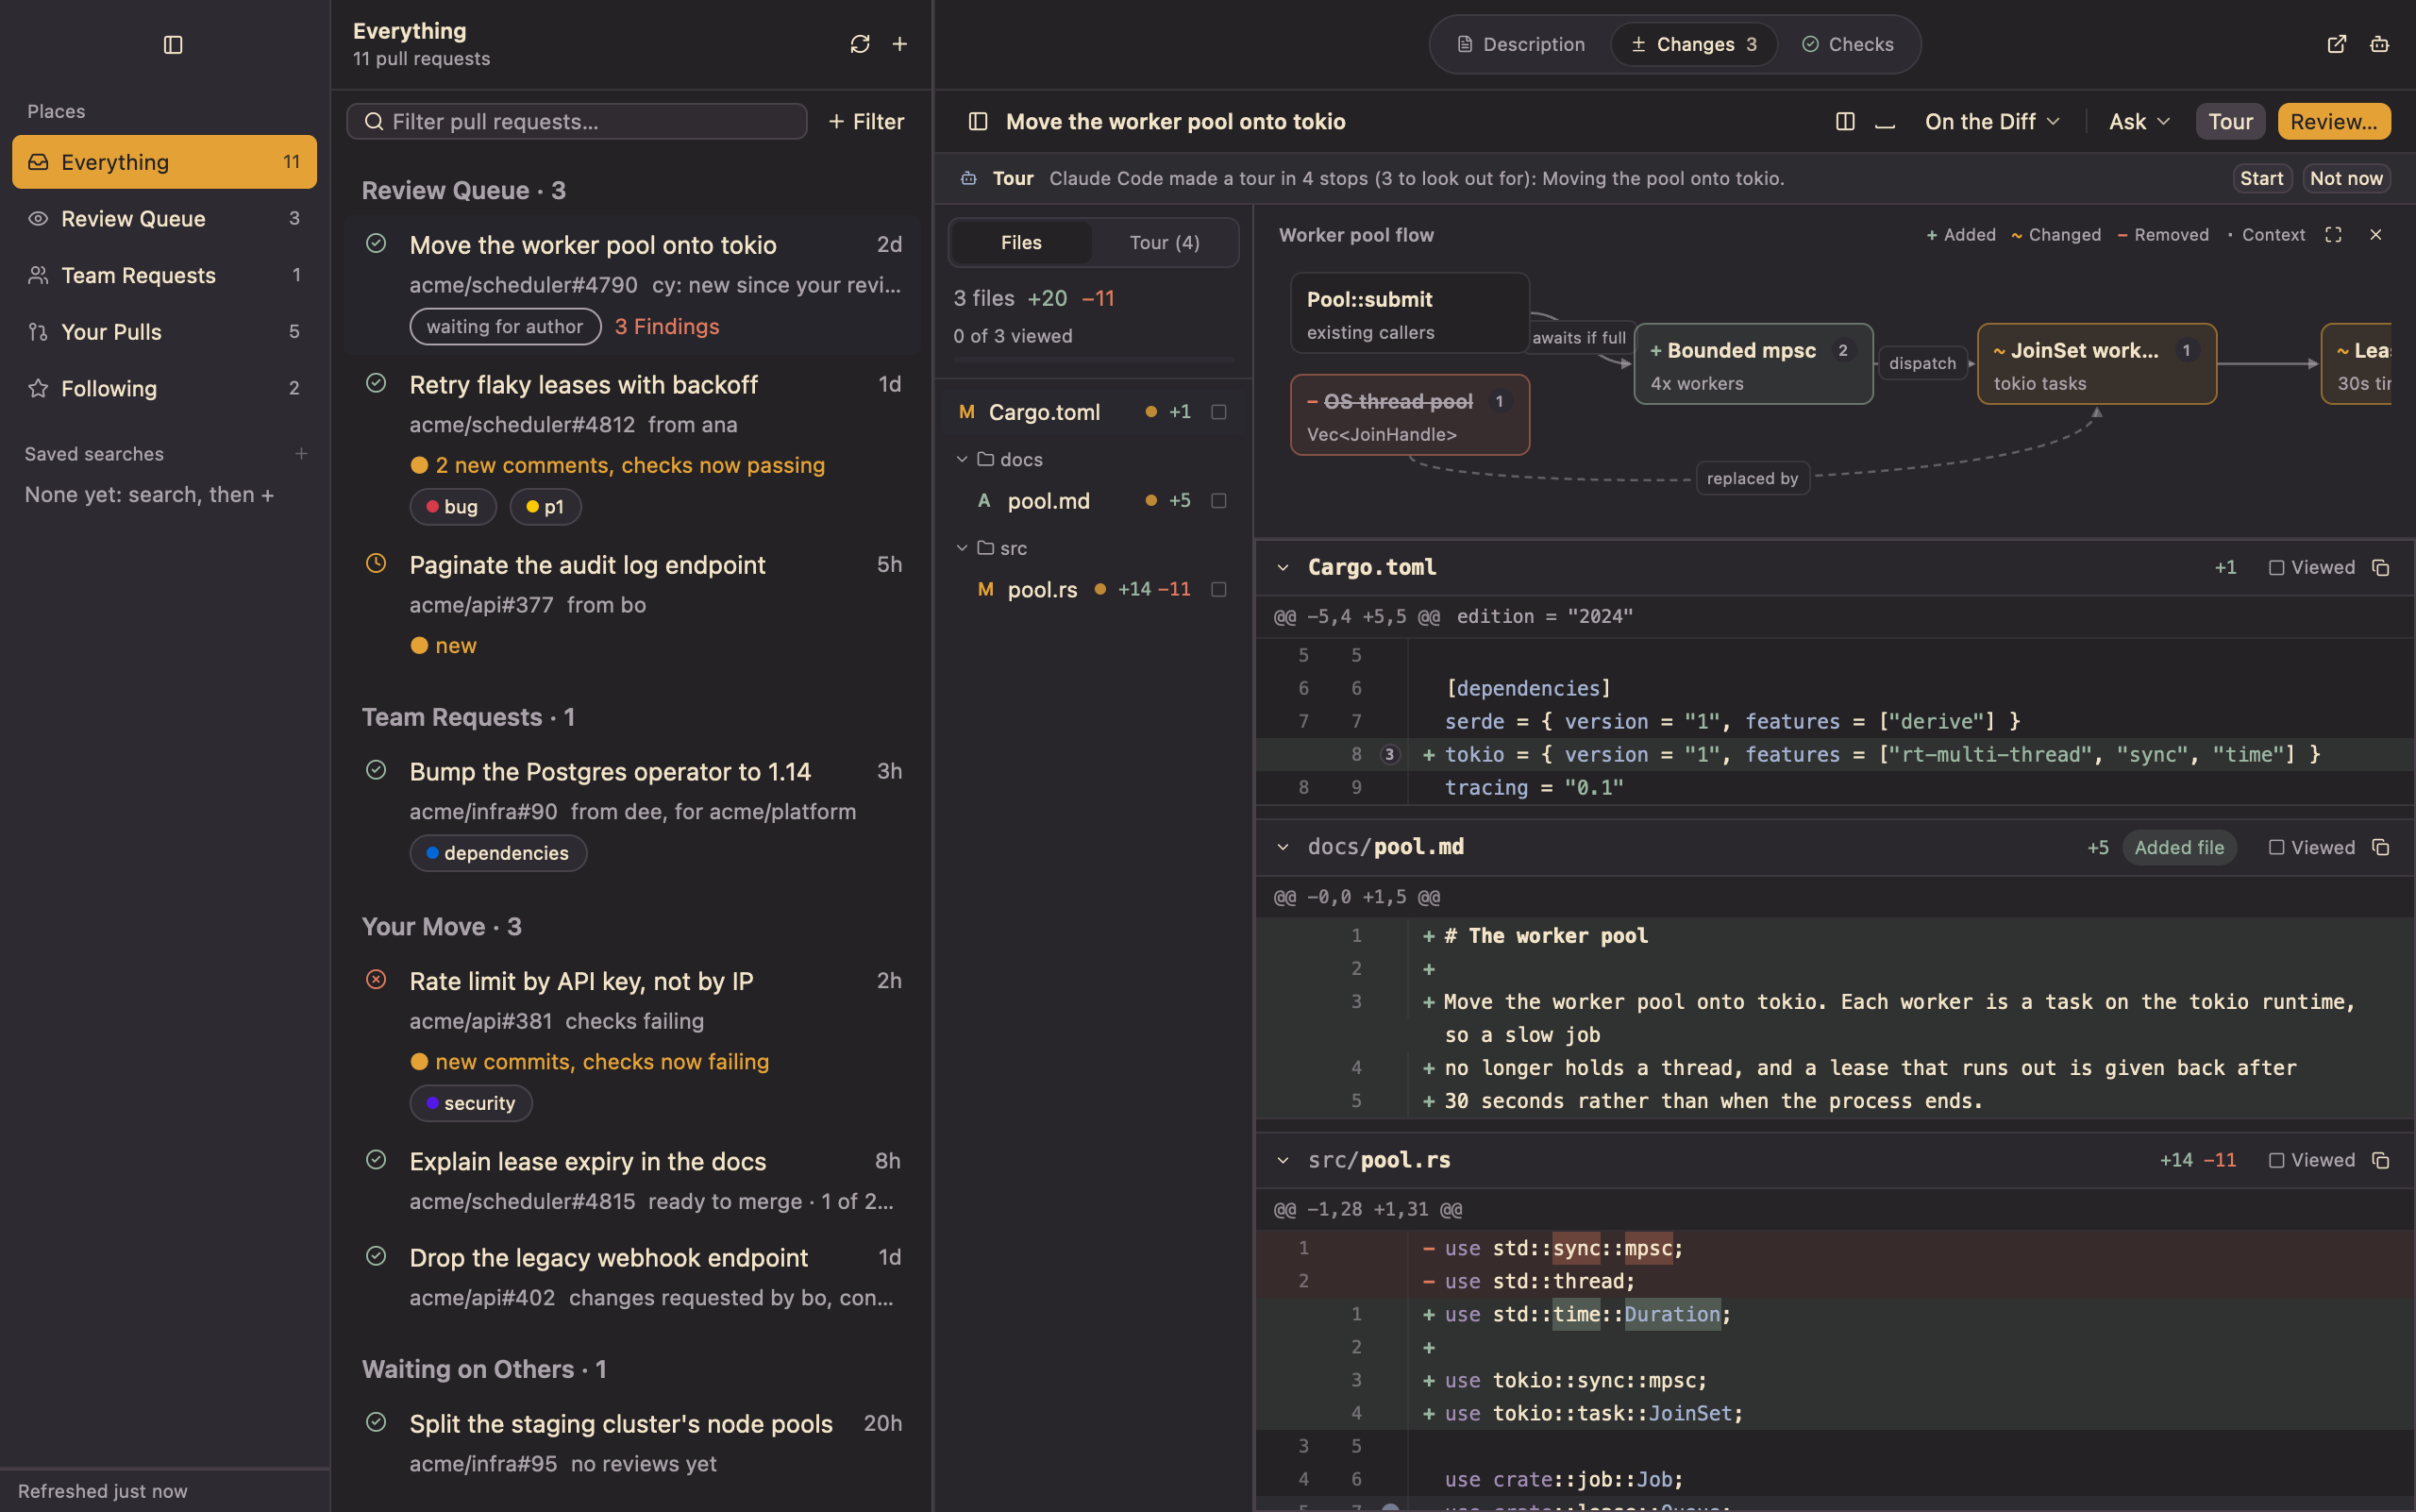 Places
Everything 11
Review Queue 3
Team Requests 1
Your Pulls 5
Following 2
Saved searches +
None yet: search, then +
Refreshed just now
Everything
11 pull requests
Filter pull requests...
+ Filter
Review Queue · 3
Move the worker pool onto tokio 2d
acme/scheduler#4790 cy: new since your revi...
waiting for author 3 Findings
Retry flaky leases with backoff 1d
acme/scheduler#4812 from ana
2 new comments, checks now passing
bug p1
Paginate the audit log endpoint 5h
acme/api#377 from bo
new
Team Requests · 1
Bump the Postgres operator to 1.14 3h
acme/infra#90 from dee, for acme/platform
dependencies
Your Move · 3
Rate limit by API key, not by IP 2h
acme/api#381 checks failing
new commits, checks now failing
security
Explain lease expiry in the docs 8h
acme/scheduler#4815 ready to merge · 1 of 2...
Drop the legacy webhook endpoint 1d
acme/api#402 changes requested by bo, con...
Waiting on Others · 1
Split the staging cluster's node pools 20h
acme/infra#95 no reviews yet
Description
± Changes 3
Checks
Move the worker pool onto tokio
On the Diff
Ask
Tour
Review...
Tour Claude Code made a tour in 4 stops (3 to look out for): Moving the pool onto tokio.
Start
Not now
Files
Tour (4)
3 files +20 −11
0 of 3 viewed
M Cargo.toml +1
docs
A pool.md +5
src
M pool.rs +14 −11
Worker pool flow
+ Added ~ Changed − Removed · Context
Pool::submit
existing callers
awaits if full
+ Bounded mpsc 2
4x workers
dispatch
~ JoinSet work... 1
tokio tasks
~ Lea
30s tir
− OS thread pool 1
Vec<JoinHandle>
replaced by
Cargo.toml +1 Viewed
@@ −5,4 +5,5 @@ edition = "2024"
5 5
6 6 [dependencies]
7 7 serde = { version = "1", features = ["derive"] }
8 3 + tokio = { version = "1", features = ["rt-multi-thread", "sync", "time"] }
8 9 tracing = "0.1"
docs/pool.md +5 Added file Viewed
@@ −0,0 +1,5 @@
1 + # The worker pool
2 +
3 + Move the worker pool onto tokio. Each worker is a task on the tokio runtime,
so a slow job
4 + no longer holds a thread, and a lease that runs out is given back after
5 + 30 seconds rather than when the process ends.
src/pool.rs +14 −11 Viewed
@@ −1,28 +1,31 @@
1 − use std::sync::mpsc;
2 − use std::thread;
1 + use std::time::Duration;
2 +
3 + use tokio::sync::mpsc;
4 + use tokio::task::JoinSet;
3 5
4 6 use crate::job::Job;